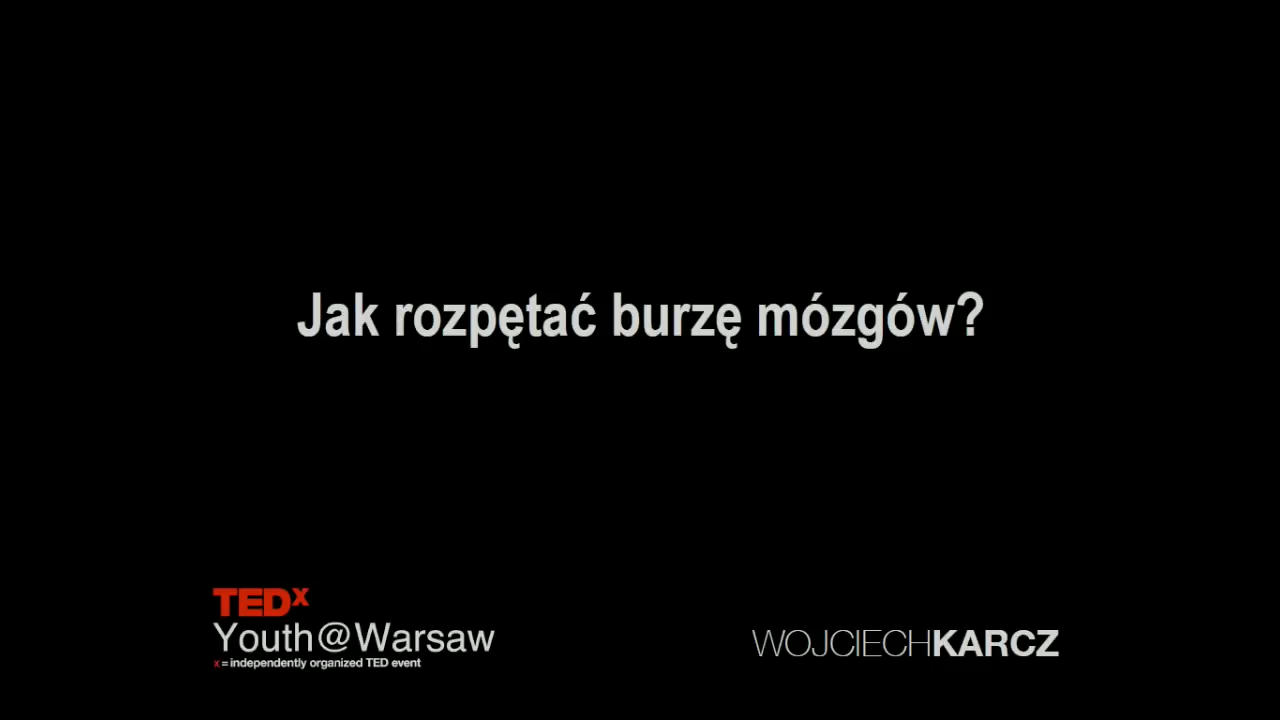 Jak rozpętać burzę mózgów?
TEDx
Youth@Warsaw
x = independently organized TED event
WOJCIECHKARCZ